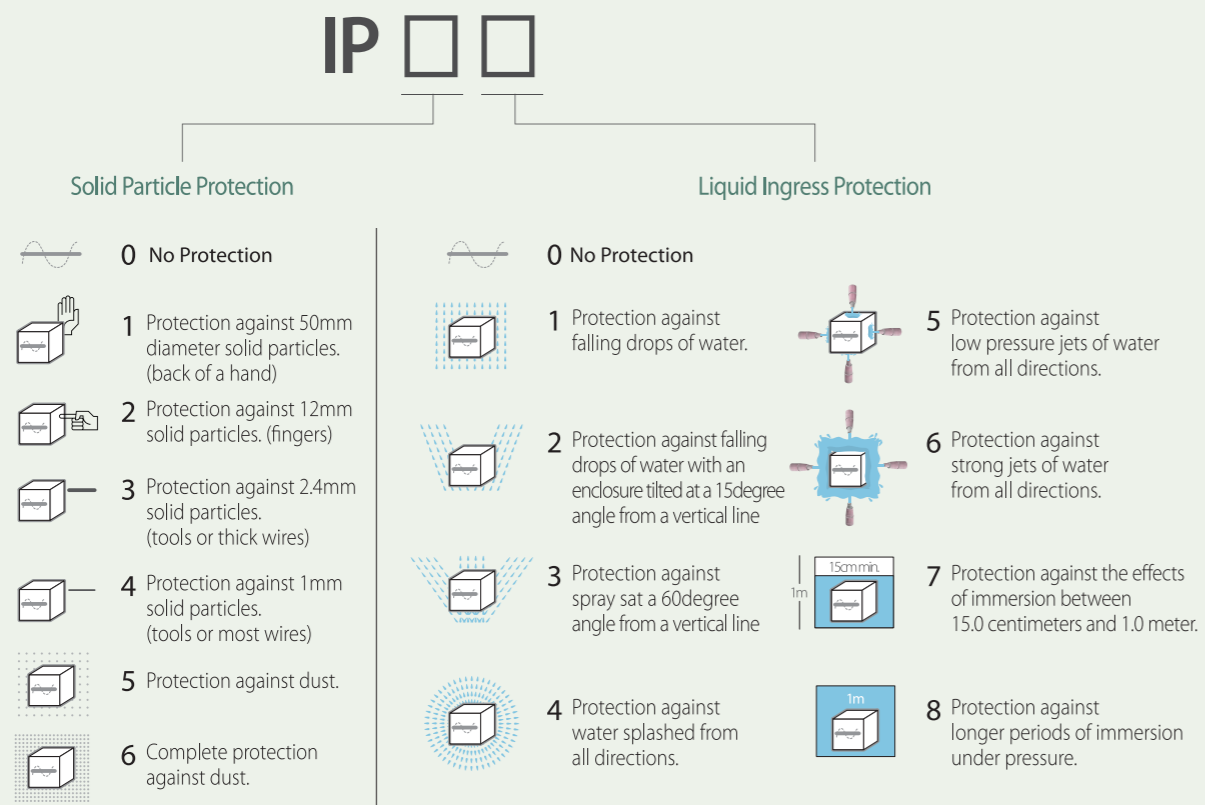 IP
Solid Particle Protection
0 No Protection
1 Protection against 50mm
diameter solid particles.
(back of a hand)
2 Protection against 12mm
solid particles. (fingers)
3 Protection against 2.4mm
solid particles.
(tools or thick wires)
4 Protection against 1mm
solid particles.
(tools or most wires)
5 Protection against dust.
6 Complete protection
against dust.
Liquid Ingress Protection
0 No Protection
1 Protection against
falling drops of water.
2 Protection against falling
drops of water with an
enclosure tilted at a 15degree
angle from a vertical line
3 Protection against
spray sat a 60degree
angle from a vertical line
4 Protection against
water splashed from
all directions.
5 Protection against
low pressure jets of water
from all directions.
6 Protection against
strong jets of water
from all directions.
15cm min.
1m
7 Protection against the effects
of immersion between
15.0 centimeters and 1.0 meter.
1m
8 Protection against
longer periods of immersion
under pressure.